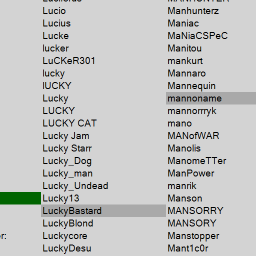 Lucio
Lucius
Lucke
lucker
LuCKeR301
lucky
lUCKY
Lucky
LUCKY
LUCKY CAT
Lucky Jam
Lucky Starr
Lucky_Dog
Lucky_man
Lucky_Undead
Lucky13
LuckyBastard
LuckyBlond
Luckycore
LuckyDesu
Manhunterz
Maniac
MaNiaCSPeC
Manitou
mankurt
Mannaro
Mannequin
mannoname
mannorrryk
mano
MANofWAR
Manolis
ManomeTTer
ManPower
manrik
Manson
MANSORRY
MANSORY
Manstopper
Mant1c0r